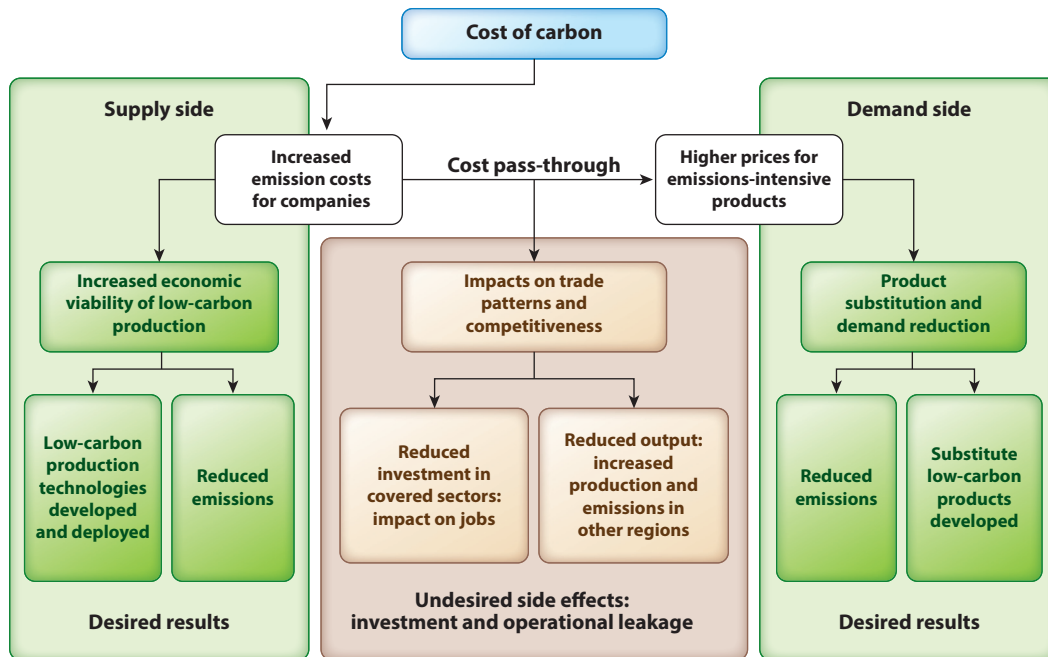 Cost of carbon
Supply side
Demand side
Increased
emission costs
for companies
Cost pass-through
Higher prices for
emissions-intensive
products
Increased economic
viability of low-carbon
production
Impacts on trade
patterns and
competitiveness
Product
substitution and
demand reduction
Low-carbon
production
technologies
developed
and deployed
Reduced
emissions
Reduced
investment in
covered sectors:
impact on jobs
Reduced output:
increased
production and
emissions in
other regions
Reduced
emissions
Substitute
low-carbon
products
developed
Desired results
Undesired side effects:
investment and operational leakage
Desired results